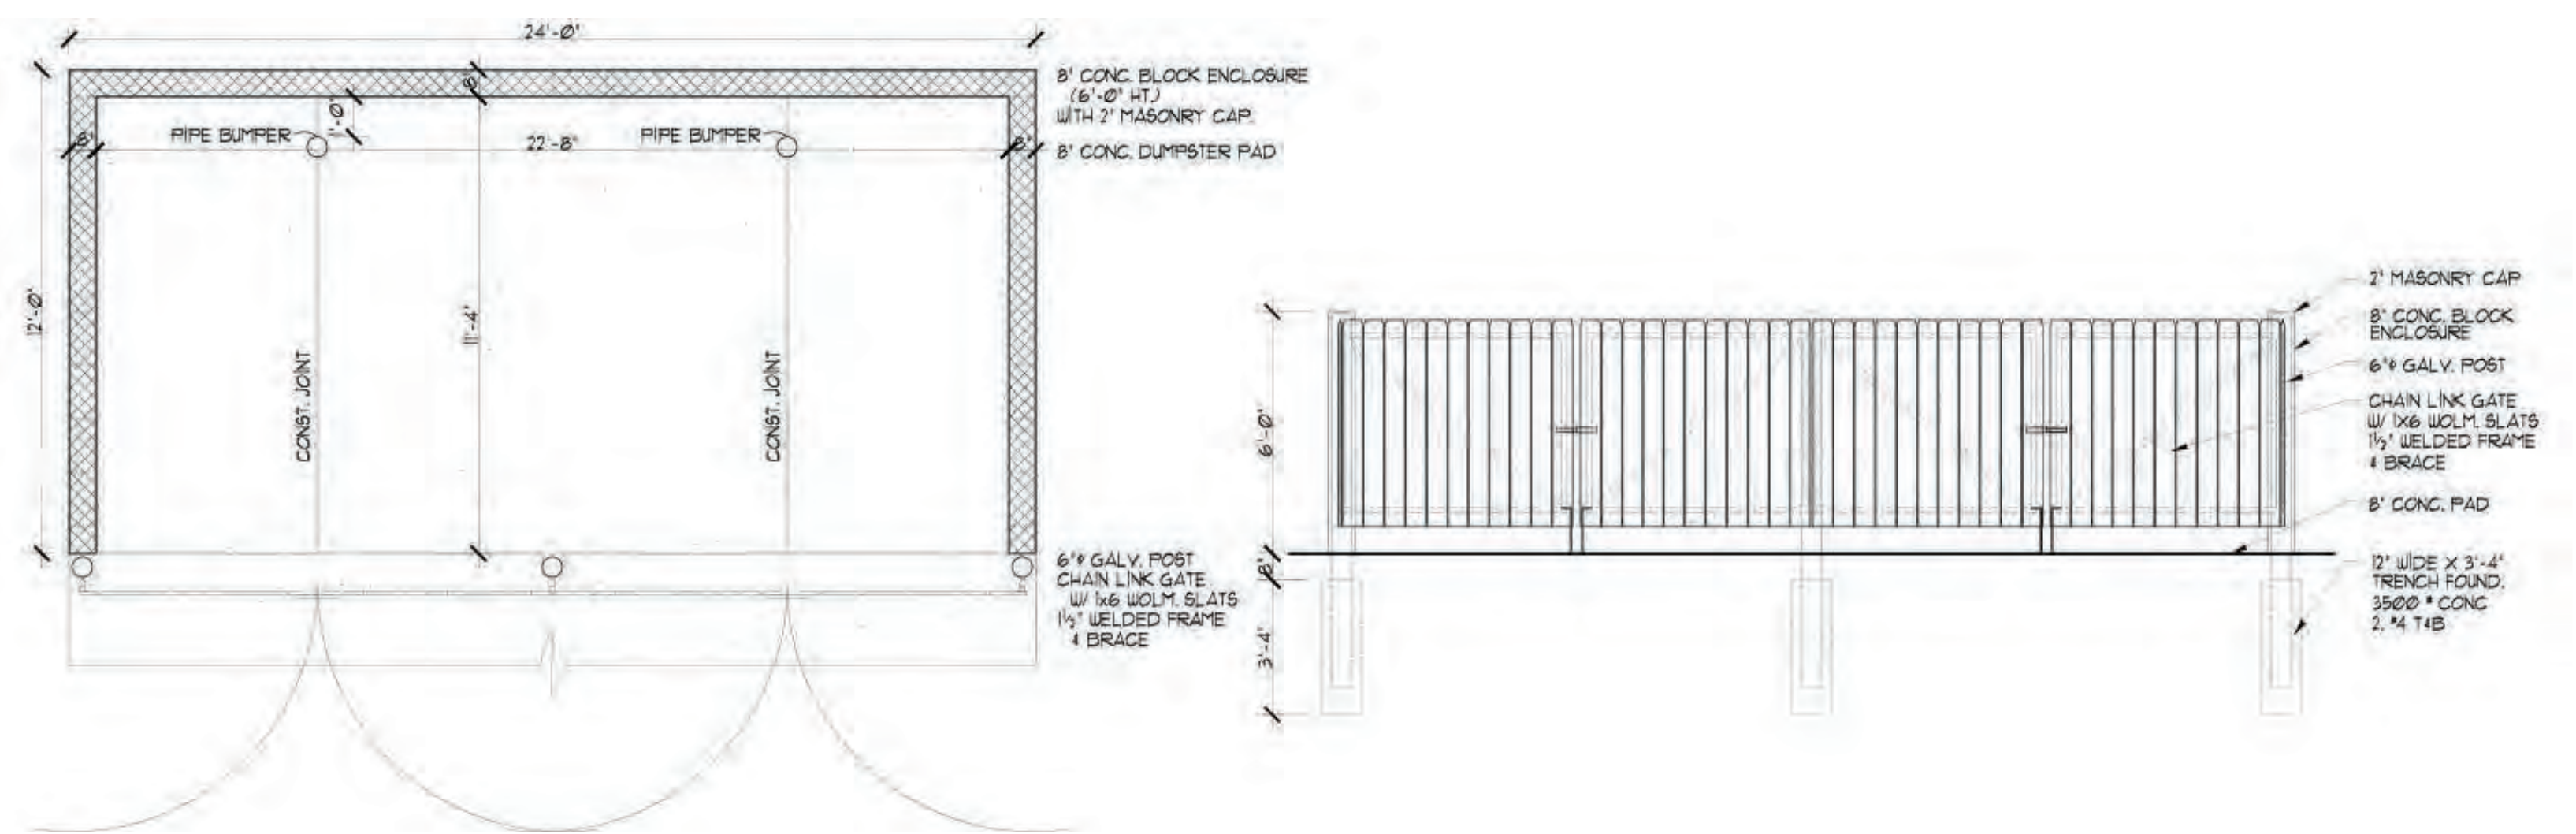 24'-0"
8" CONC. BLOCK ENCLOSURE
(6'-0" HT.)
WITH 2" MASONRY CAP.
8"
1'-0"
PIPE BUMPER
PIPE BUMPER
8"
22'-8"
8"
8" CONC. DUMPSTER PAD
12'-0"
11'-4"
CONST. JOINT
CONST. JOINT
6"φ GALV. POST
CHAIN LINK GATE
W/ 1x6 WOLM. SLATS
1½" WELDED FRAME
& BRACE
2" MASONRY CAP
8" CONC. BLOCK
ENCLOSURE
6"φ GALV. POST
CHAIN LINK GATE
W/ 1X6 WOLM. SLATS
1½" WELDED FRAME
& BRACE
8" CONC. PAD
12" WIDE X 3'-4"
TRENCH FOUND.
3500 # CONC
2, #4 T&B
6'-0"
8"
3'-4"